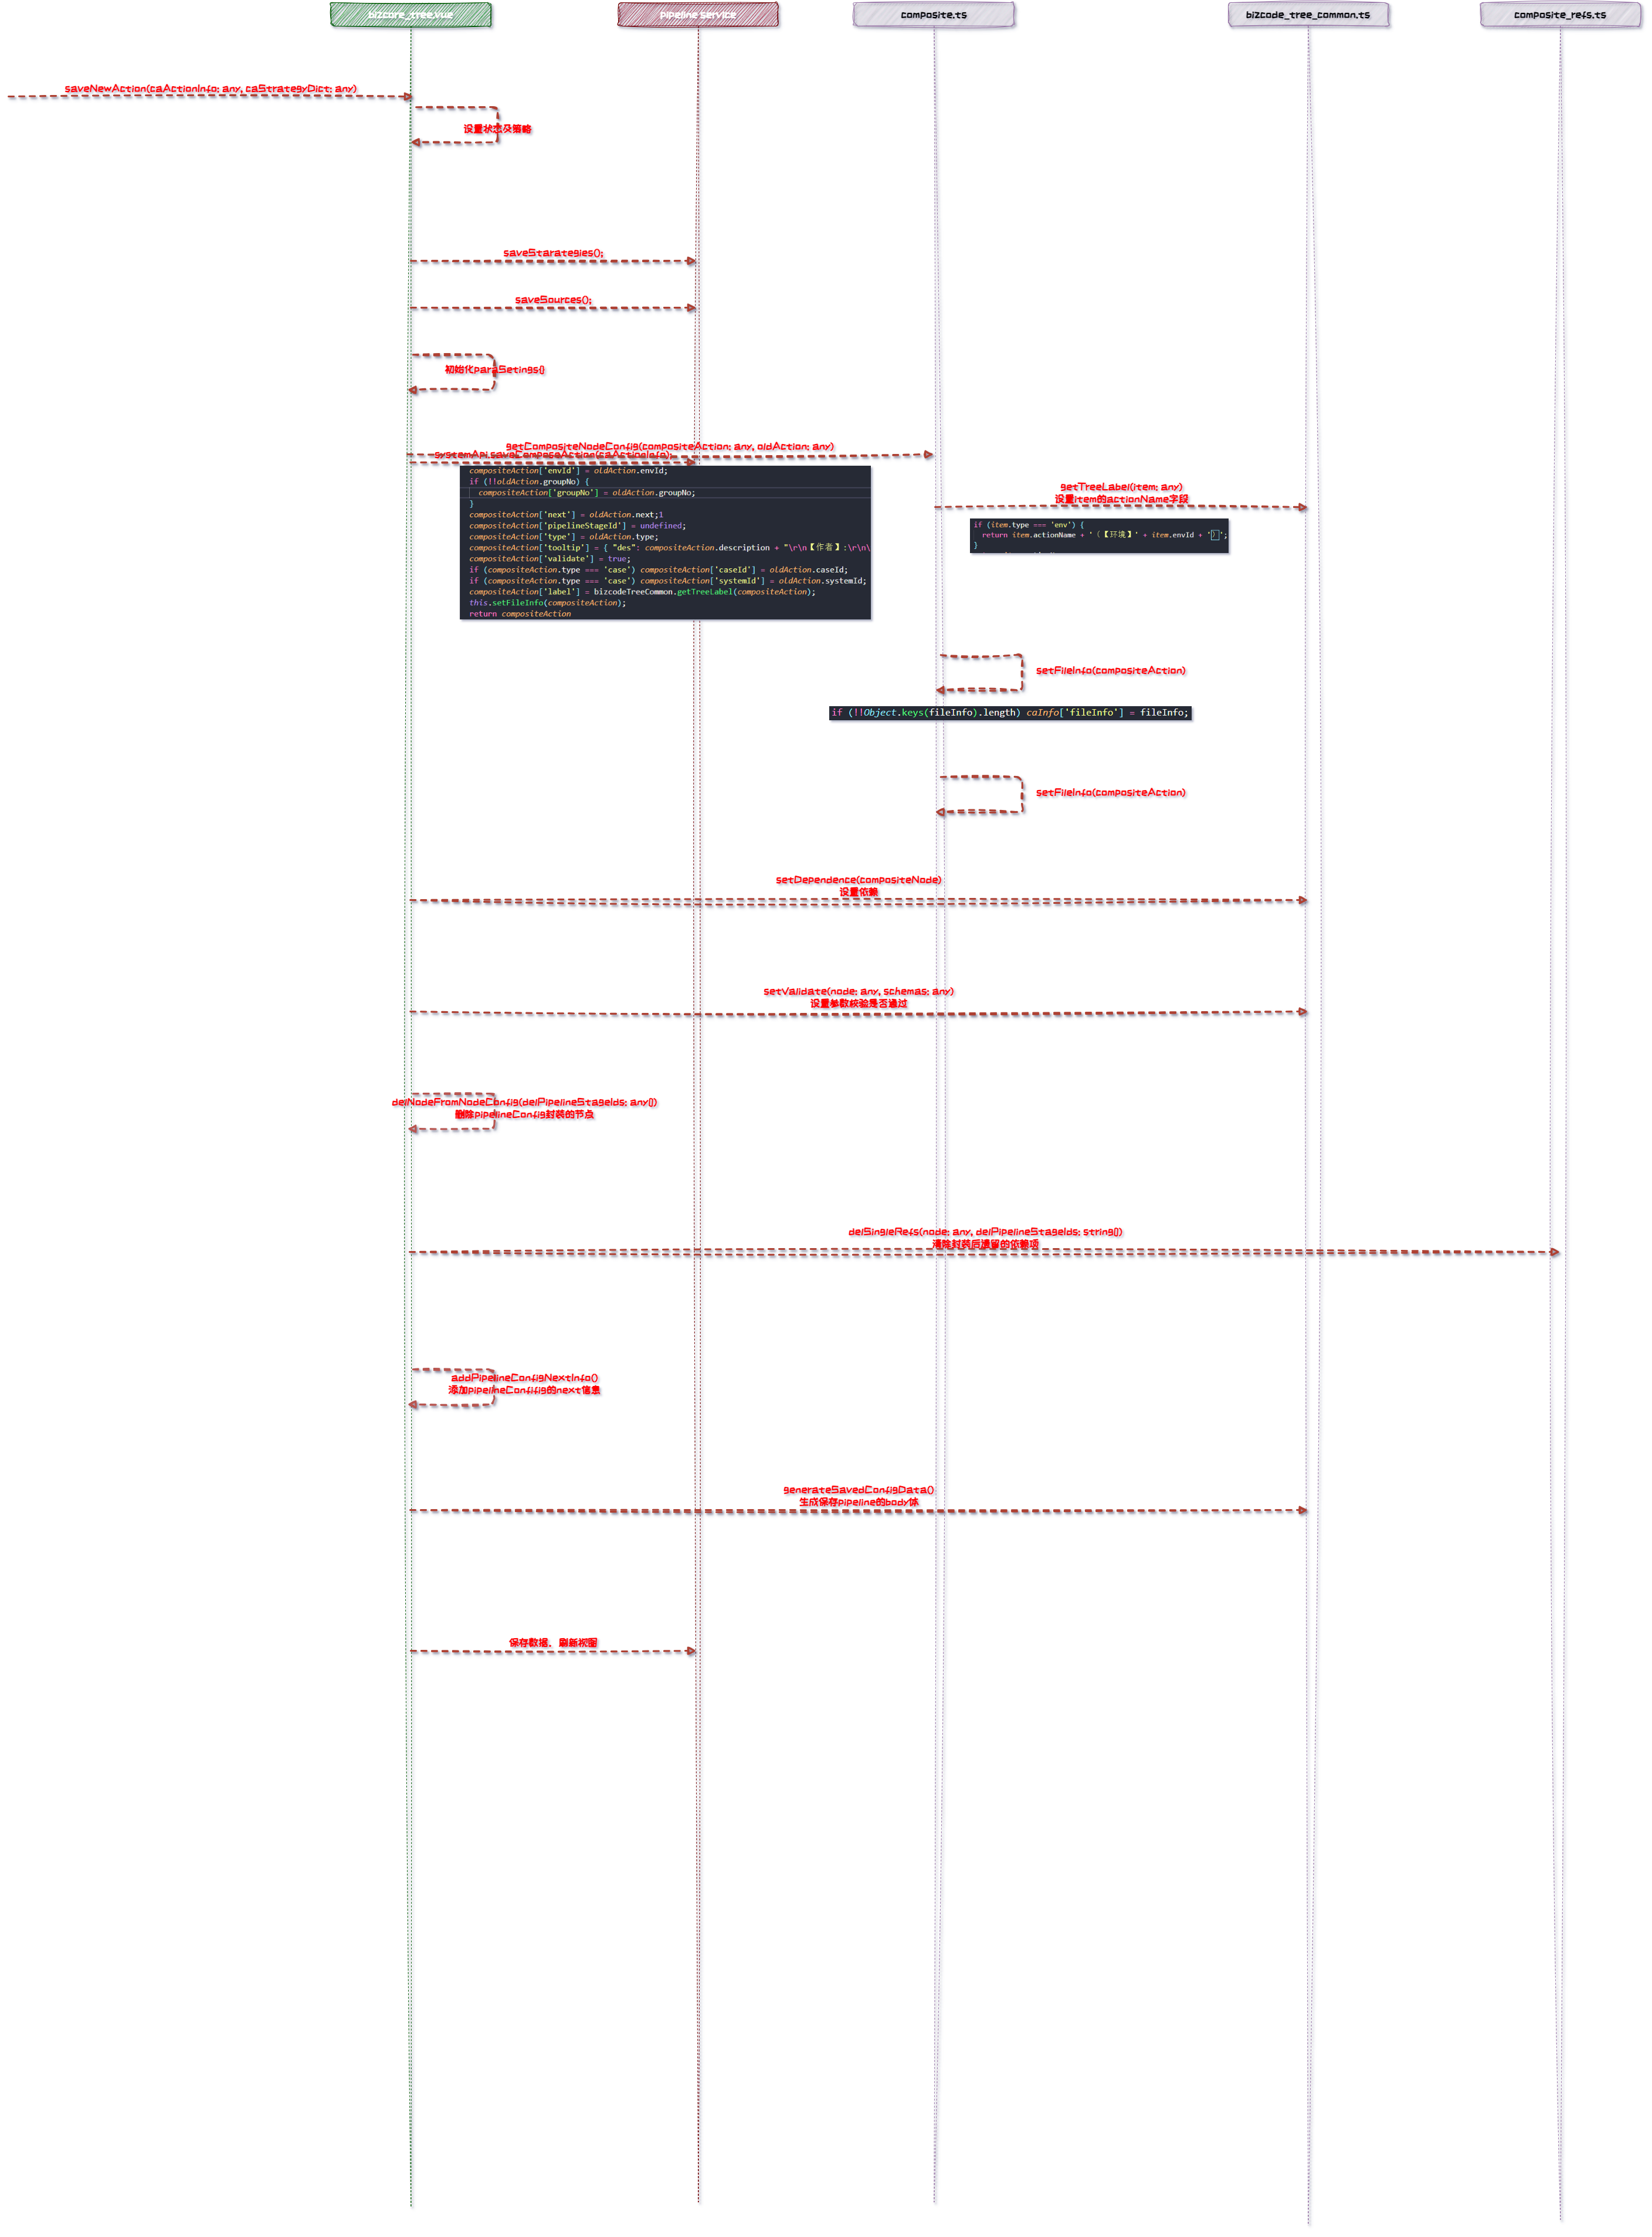 bizcore_tree.vue
pipeline service
composite.ts
bizcode_tree_common.ts
composite_refs.ts
saveNewAction(caActionInfo: any, caStrategyDict: any)
设置状态及策略
saveStarategies();
saveSources();
初始化paraSetings{}
getCompositeNodeConfig(compositeAction: any, oldAction: any)
systemApi.saveComposeAction(caActionInfo);
compositeAction['envId'] = oldAction.envId;
if (!!oldAction.groupNo) {
compositeAction['groupNo'] = oldAction.groupNo;
}
compositeAction['next'] = oldAction.next;1
compositeAction['pipelineStageId'] = undefined;
compositeAction['type'] = oldAction.type;
compositeAction['tooltip'] = { "des": compositeAction.description + "\r\n【作者】:\r\n\
compositeAction['validate'] = true;
if (compositeAction.type === 'case') compositeAction['caseId'] = oldAction.caseId;
if (compositeAction.type === 'case') compositeAction['systemId'] = oldAction.systemId;
compositeAction['label'] = bizcodeTreeCommon.getTreeLabel(compositeAction);
this.setFileInfo(compositeAction);
return compositeAction
getTreeLabel(item: any)
设置item的actionName字段
if (item.type === 'env') {
return item.actionName + '（【环境】' + item.envId + '）';
}
setFileInfo(compositeAction)
if (!!Object.keys(fileInfo).length) caInfo['fileInfo'] = fileInfo;
setFileInfo(compositeAction)
setDependence(compositeNode)
设置依赖
setValidate(node: any, schemas: any)
设置参数校验是否通过
delNodeFromNodeConfig(delPipelineStageIds: any[])
删除pipelineConfig封装的节点
delSingleRefs(node: any, delPipelineStageIds: string[])
清除封装后遗留的依赖项
addPipelineConfigNextInfo()
添加pipelineConfifig的next信息
generateSavedConfigData()
生成保存pipeline的body体
保存数据，刷新视图